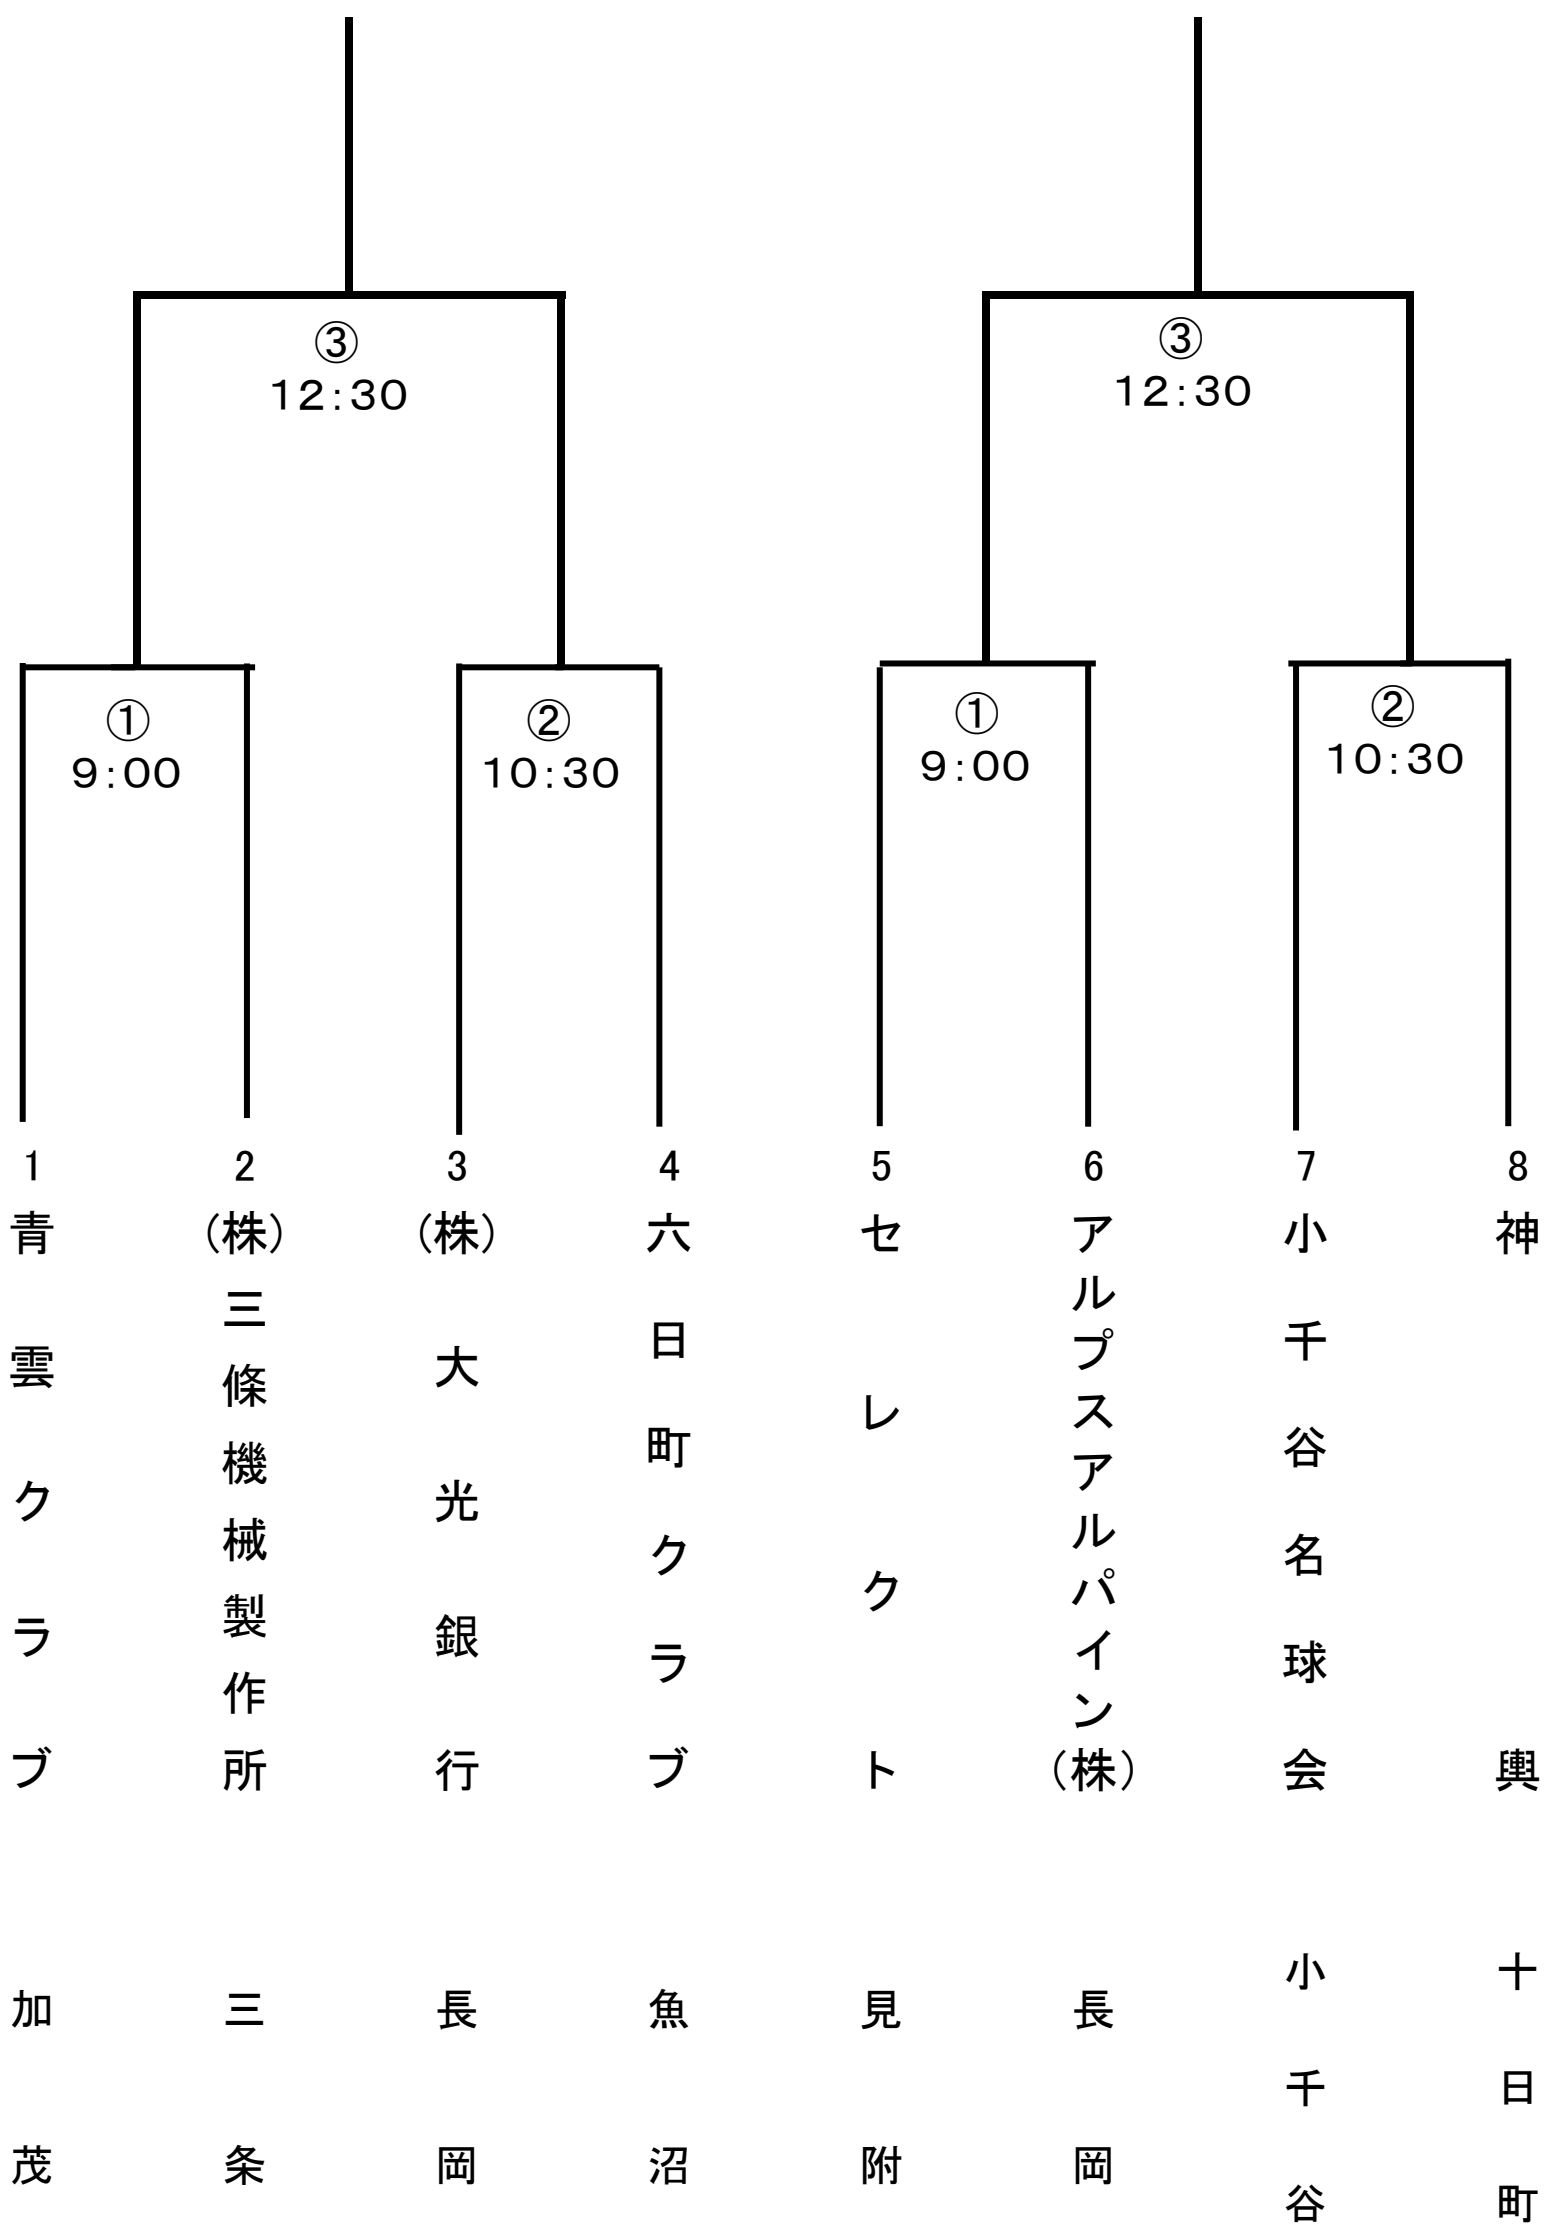 ③
12:30
③
12:30
①
9:00
②
10:30
①
9:00
②
10:30
1
2
3
4
5
6
7
8
青雲クラブ
(株)三條機械製作所
(株)大光銀行
六日町クラブ
セレクト
アルプスアルパイン(株)
小千谷名球会
神輿
加茂
三条
長岡
魚沼
見附
長岡
小千谷
十日町